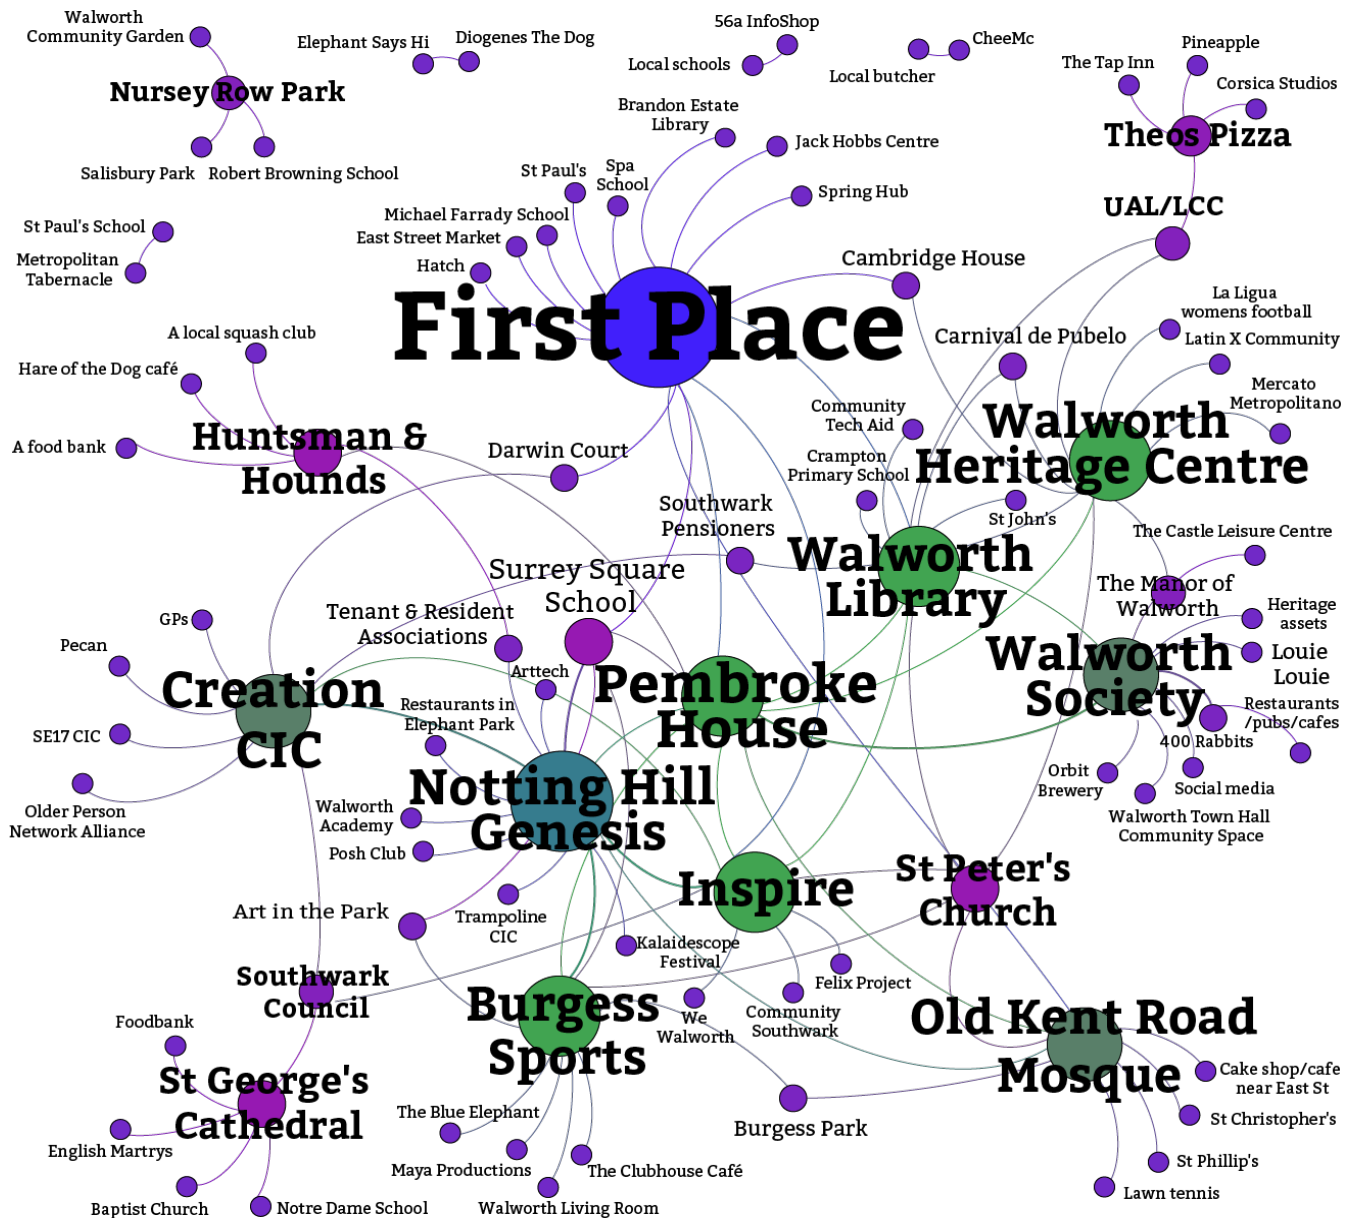 Walworth
Community Garden
Nursey Row Park
Salisbury Park
Robert Browning School
Elephant Says Hi
Diogenes The Dog
56a InfoShop
Local schools
CheeMc
Local butcher
Pineapple
The Tap Inn
Corsica Studios
Theos Pizza
UAL/LCC
St Paul's School
Metropolitan
Tabernacle
Brandon Estate
Library
Jack Hobbs Centre
St Paul's
Spa
School
Spring Hub
Michael Farrady School
East Street Market
Hatch
First Place
Cambridge House
Carnival de Pubelo
La Ligua
womens football
Latin X Community
Mercato
Metropolitano
Walworth
Heritage Centre
A local squash club
Hare of the Dog café
A food bank
Huntsman &
Hounds
Darwin Court
Community
Tech Aid
Crampton
Primary School
St John's
Southwark
Pensioners
Walworth
Library
The Castle Leisure Centre
The Manor of
Walworth
Heritage
assets
Louie
Louie
Walworth
Society
Restaurants
/pubs/cafes
400 Rabbits
Orbit
Brewery
Social media
Walworth Town Hall
Community Space
Surrey Square
School
Tenant & Resident
Associations
Arttech
Pembroke
House
GPs
Pecan
Creation
CIC
SE17 CIC
Older Person
Network Alliance
Restaurants in
Elephant Park
Notting Hill
Genesis
Walworth
Academy
Posh Club
Inspire
St Peter's
Church
Art in the Park
Trampoline
CIC
Kalaidescope
Festival
Felix Project
Community
Southwark
We
Walworth
Southwark
Council
Burgess
Sports
Old Kent Road
Mosque
Foodbank
St George's
Cathedral
English Martrys
Baptist Church
Notre Dame School
The Blue Elephant
Maya Productions
Walworth Living Room
The Clubhouse Café
Burgess Park
Cake shop/cafe
near East St
St Christopher's
St Phillip's
Lawn tennis